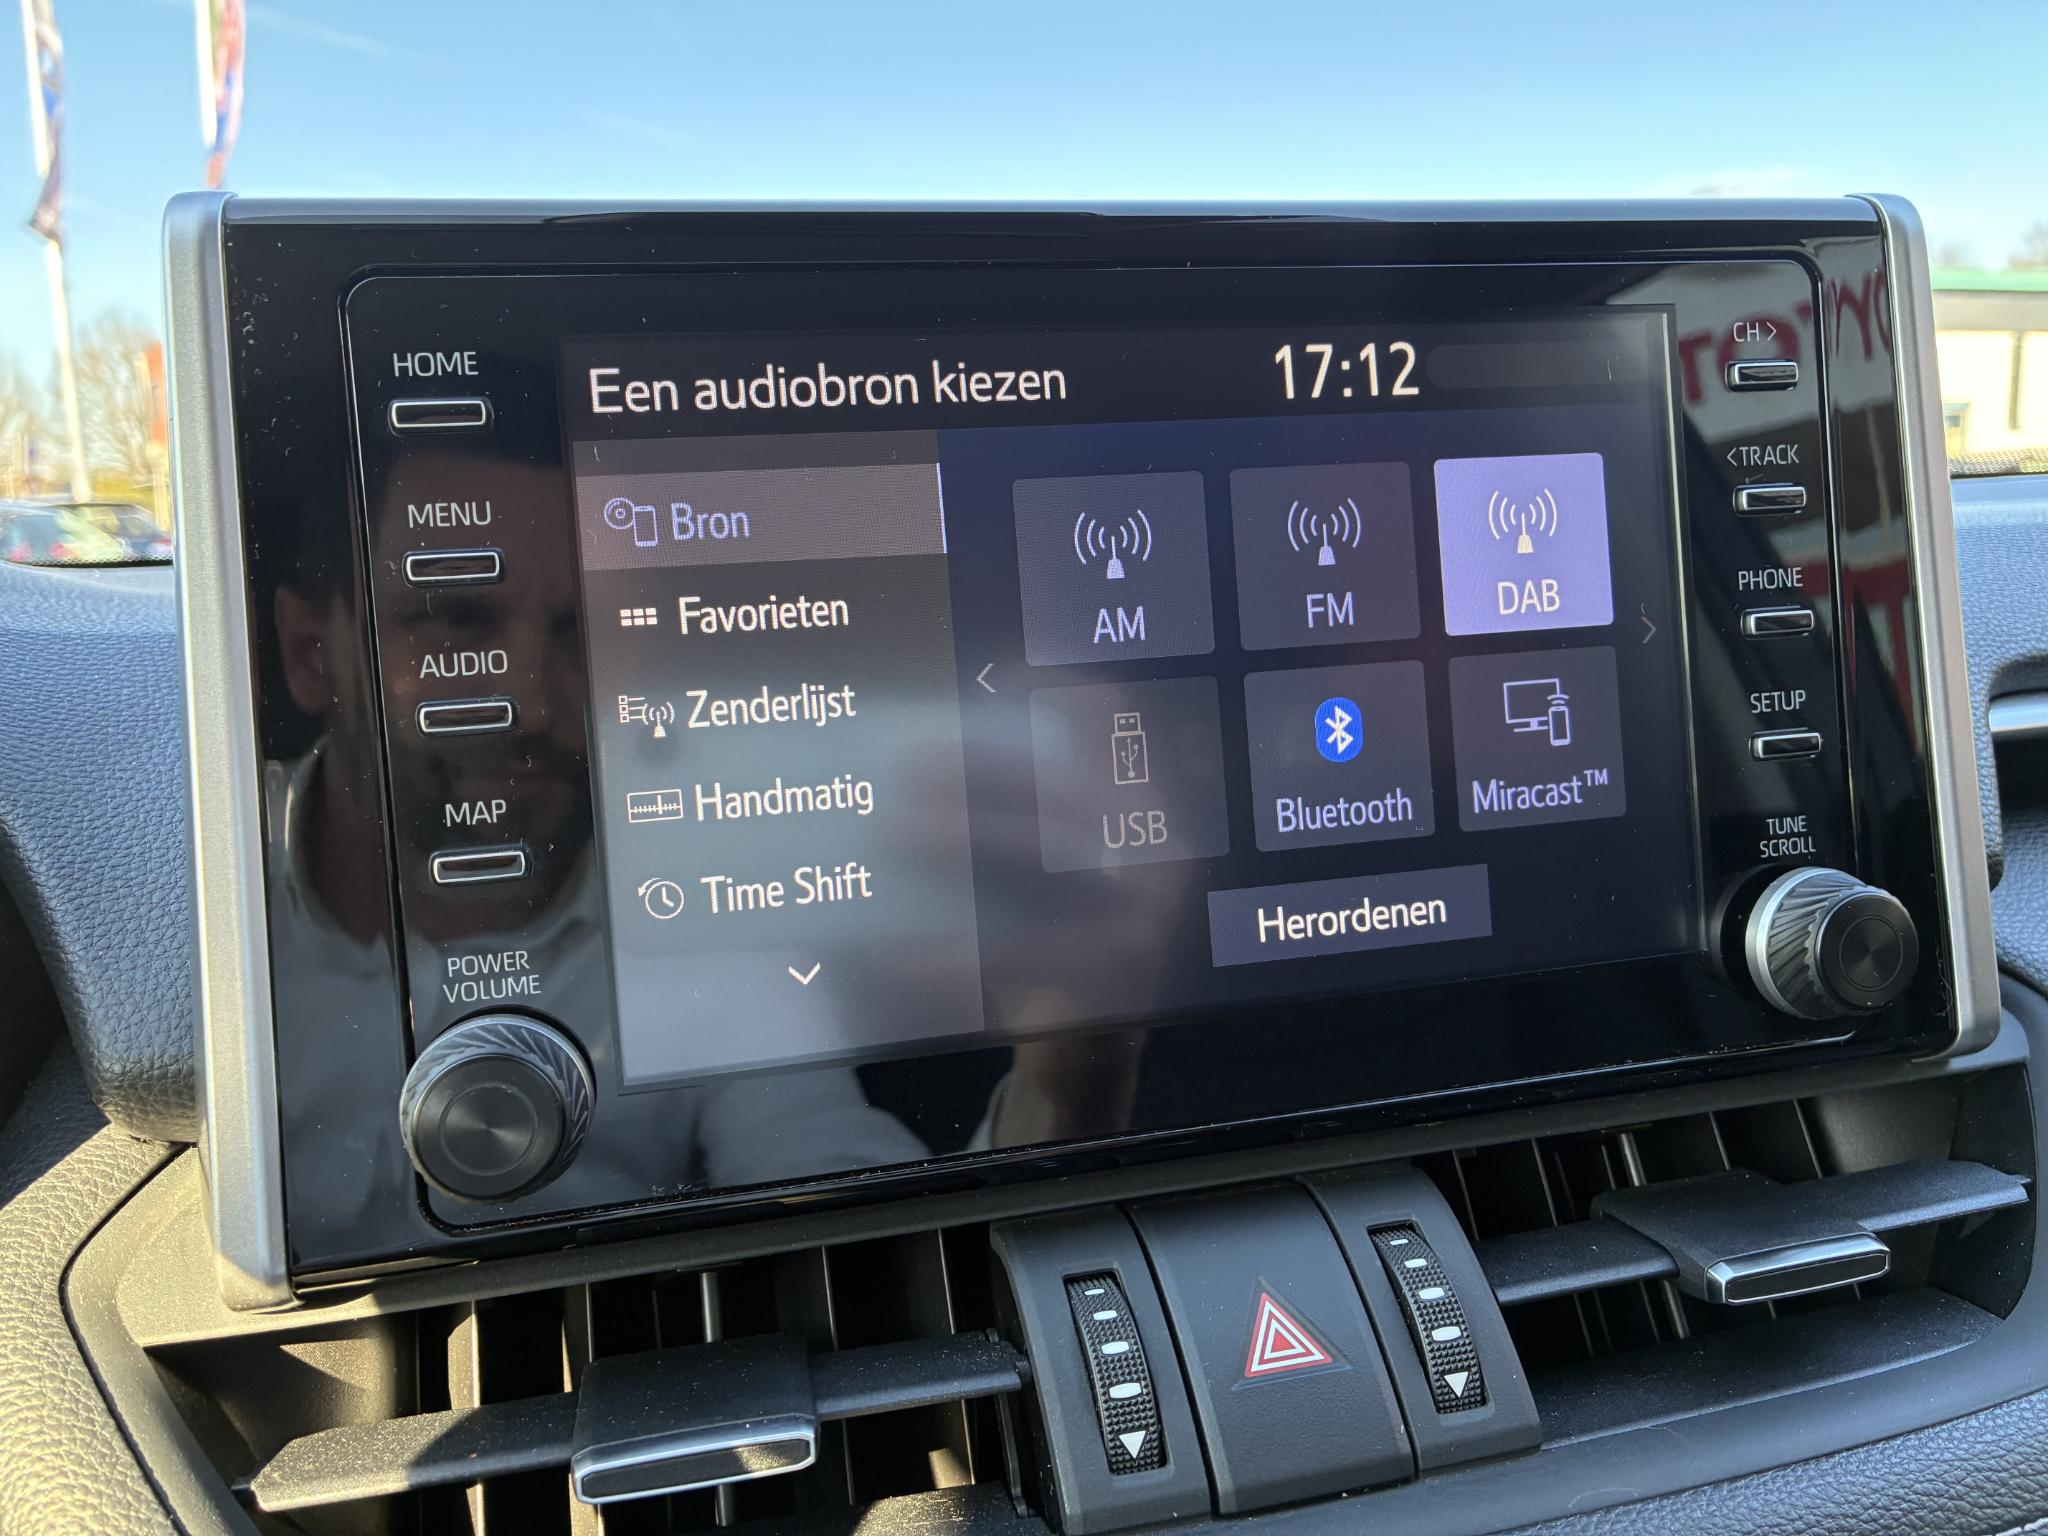 HOME
MENU
AUDIO
MAP
POWER
VOLUME
Een audiobron kiezen
17:12
Bron
Favorieten
Zenderlijst
Handmatig
Time Shift
AM
FM
DAB
USB
Bluetooth
Miracast™
Herordenen
CH >
< TRACK
PHONE
SETUP
TUNE
SCROLL